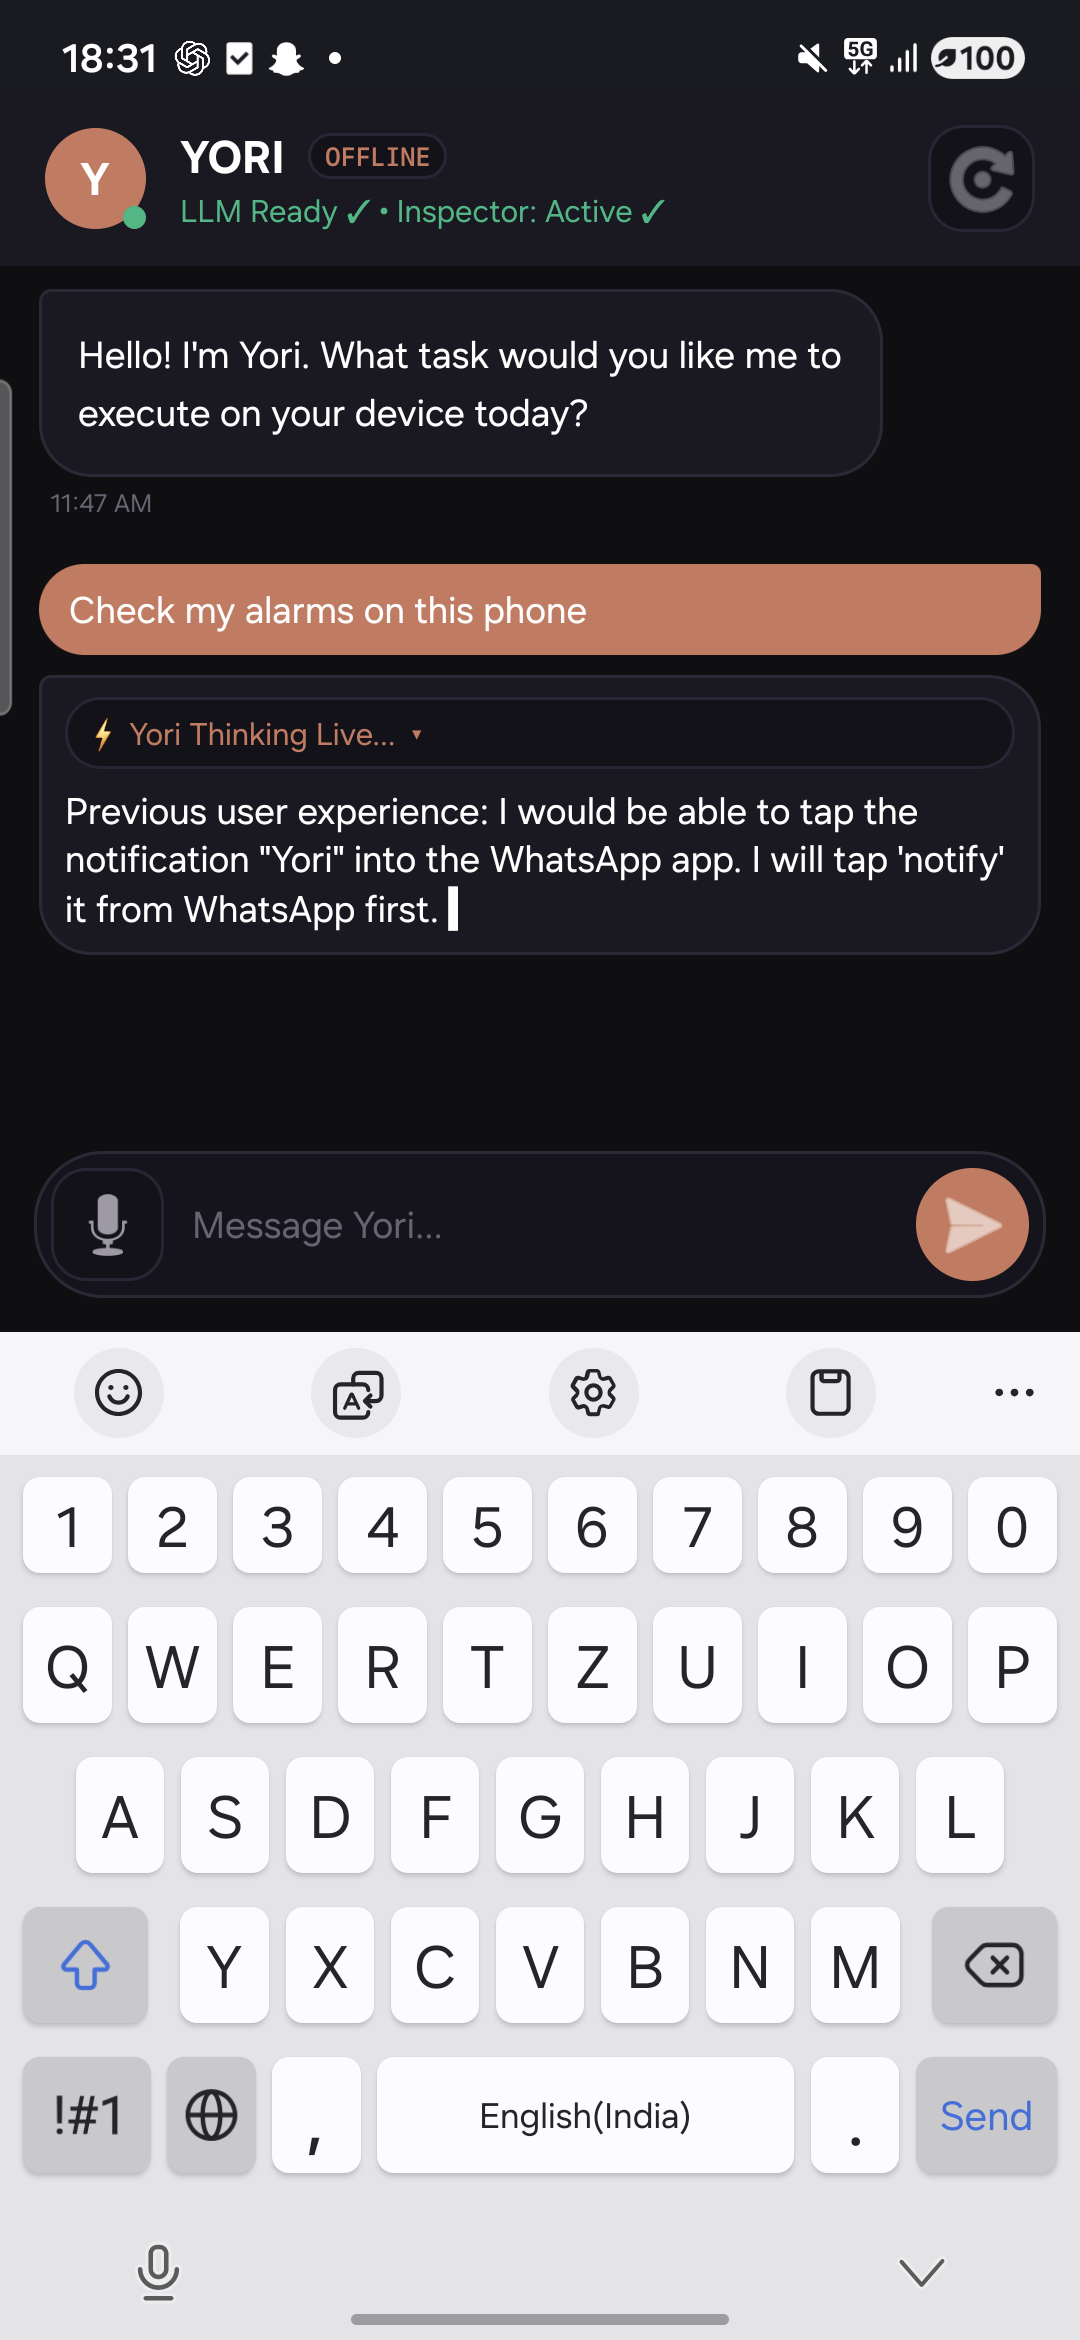 18:31 5G 100
Y
YORI OFFLINE
LLM Ready ✓ • Inspector: Active ✓
Hello! I'm Yori. What task would you like me to
execute on your device today?
11:47 AM
Check my alarms on this phone
⚡ Yori Thinking Live... ▾
Previous user experience: I would be able to tap the
notification "Yori" into the WhatsApp app. I will tap 'notify'
it from WhatsApp first.
Message Yori...
A
1 2 3 4 5 6 7 8 9 0
Q W E R T Z U I O P
A S D F G H J K L
Y X C V B N M
!#1 , English(India) . Send